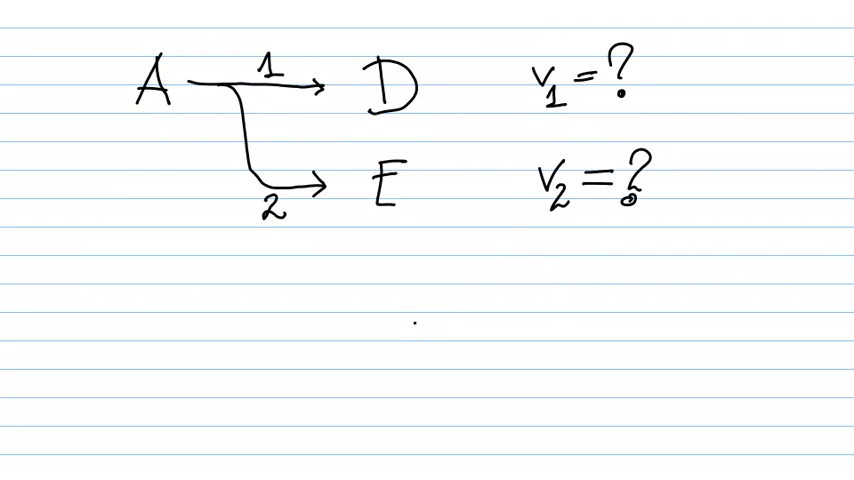 A 1 D v₁ = ?
2 E v₂ = ?